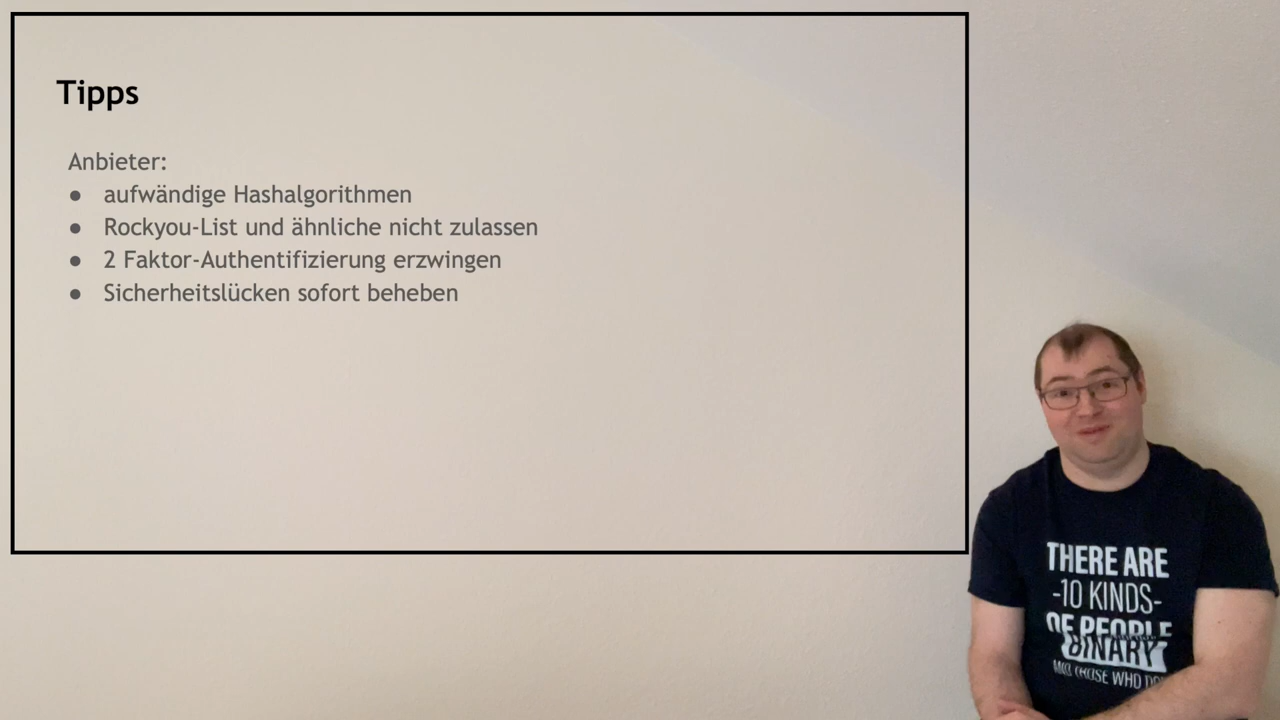 Tipps
Anbieter:
● aufwändige Hashalgorithmen
● Rockyou-List und ähnliche nicht zulassen
● 2 Faktor-Authentifizierung erzwingen
● Sicherheitslücken sofort beheben
THERE ARE
-10 KINDS-
OF PEOPLE
BINARY
WHO